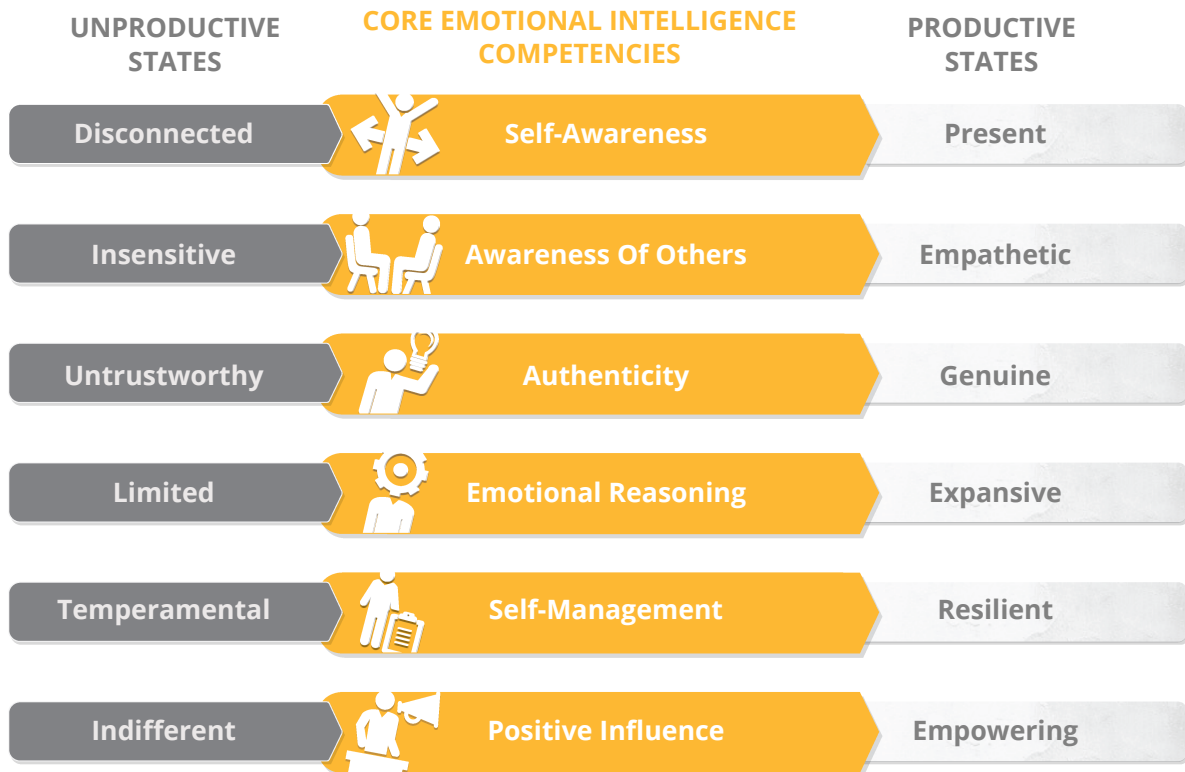 UNPRODUCTIVE
STATES
CORE EMOTIONAL INTELLIGENCE
COMPETENCIES
PRODUCTIVE
STATES
Disconnected
Self-Awareness
Present
Insensitive
Awareness Of Others
Empathetic
Untrustworthy
Authenticity
Genuine
Limited
Emotional Reasoning
Expansive
Temperamental
Self-Management
Resilient
Indifferent
Positive Influence
Empowering